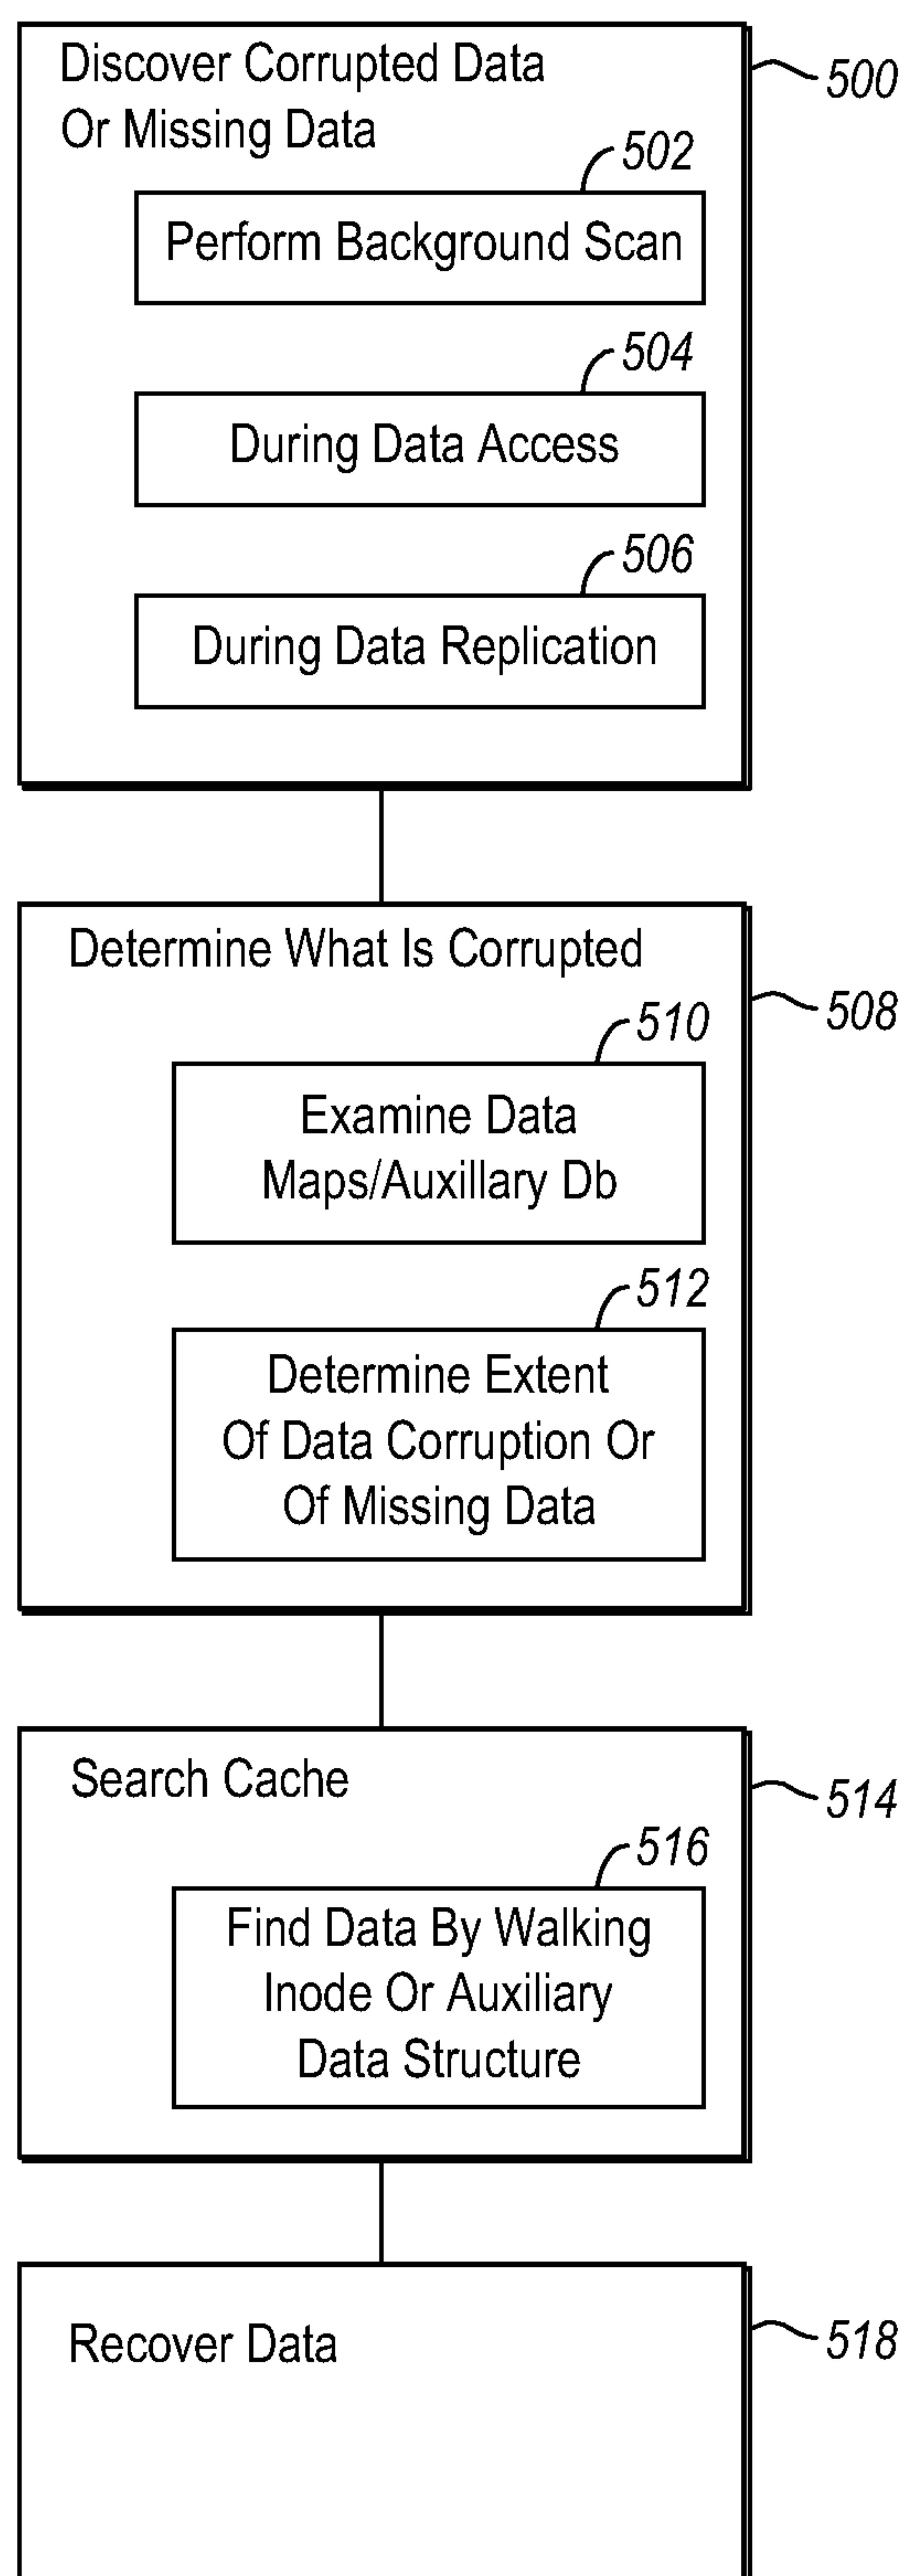 Discover Corrupted Data
Or Missing Data
500
502
Perform Background Scan
504
During Data Access
506
During Data Replication
Determine What Is Corrupted
508
510
Examine Data
Maps/Auxillary Db
512
Determine Extent
Of Data Corruption Or
Of Missing Data
Search Cache
514
516
Find Data By Walking
Inode Or Auxiliary
Data Structure
Recover Data
518